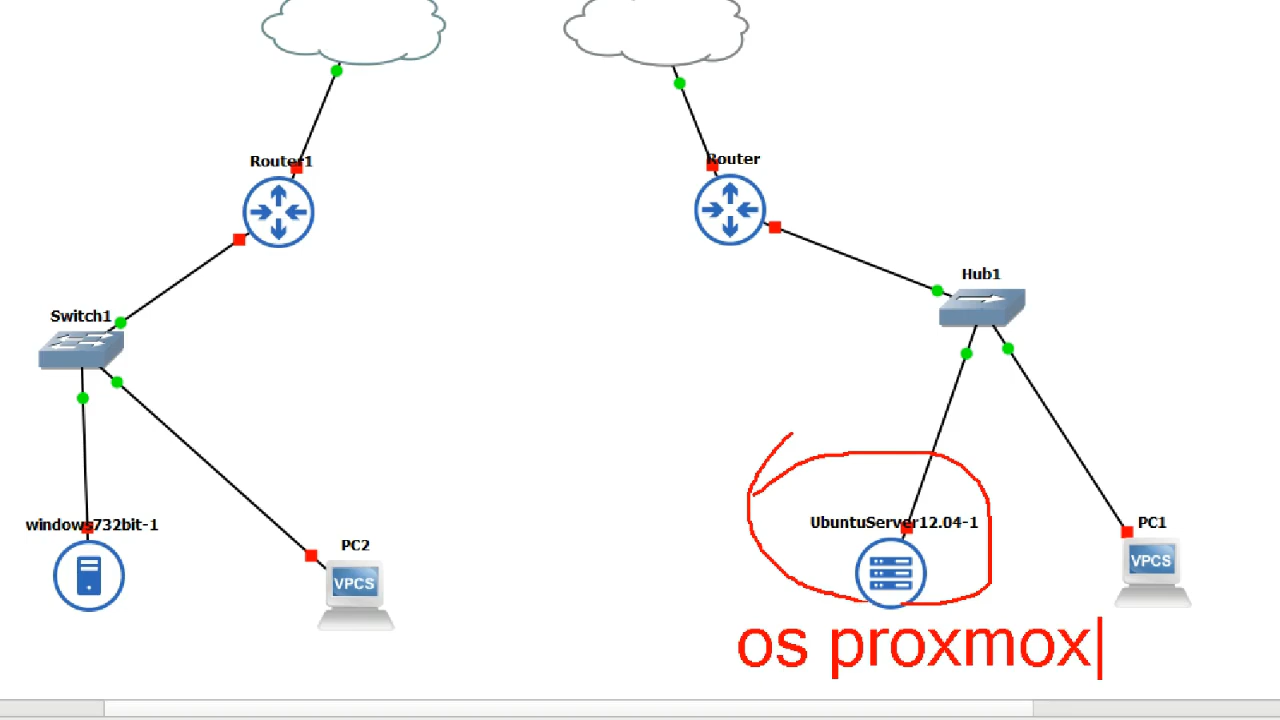 Router1
Router
Hub1
Switch1
windows732bit-1
UbuntuServer12.04-1
PC1
PC2
VPCS
VPCS
os proxmox